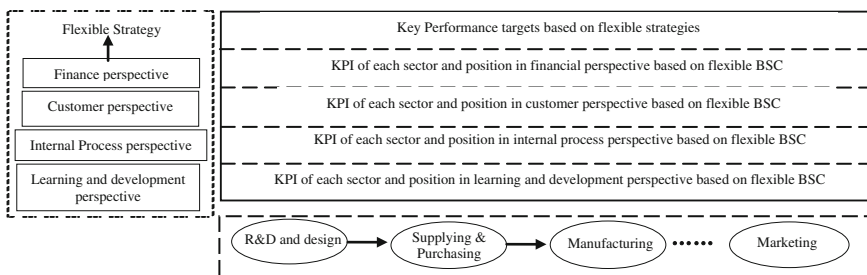 Flexible Strategy
Finance perspective
Customer perspective
Internal Process perspective
Learning and development
perspective
Key Performance targets based on flexible strategies
KPI of each sector and position in financial perspective based on flexible BSC
KPI of each sector and position in customer perspective based on flexible BSC
KPI of each sector and position in internal process perspective based on flexible BSC
KPI of each sector and position in learning and development perspective based on flexible BSC
R&D and design
Supplying &
Purchasing
Manufacturing
Marketing